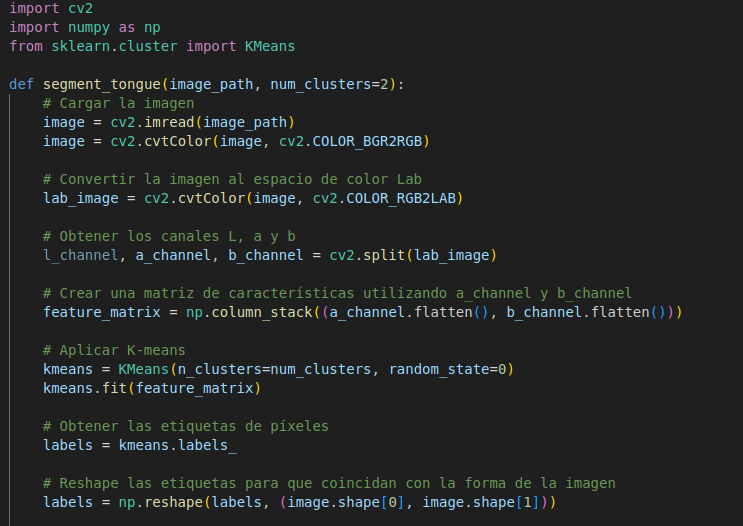 import cv2
import numpy as np
from sklearn.cluster import KMeans
def segment_tongue(image_path, num_clusters=2):
    # Cargar la imagen
    image = cv2.imread(image_path)
    image = cv2.cvtColor(image, cv2.COLOR_BGR2RGB)
    # Convertir la imagen al espacio de color Lab
    lab_image = cv2.cvtColor(image, cv2.COLOR_RGB2LAB)
    # Obtener los canales L, a y b
    l_channel, a_channel, b_channel = cv2.split(lab_image)
    # Crear una matriz de características utilizando a_channel y b_channel
    feature_matrix = np.column_stack((a_channel.flatten(), b_channel.flatten()))
    # Aplicar K-means
    kmeans = KMeans(n_clusters=num_clusters, random_state=0)
    kmeans.fit(feature_matrix)
    # Obtener las etiquetas de píxeles
    labels = kmeans.labels_
    # Reshape las etiquetas para que coincidan con la forma de la imagen
    labels = np.reshape(labels, (image.shape[0], image.shape[1]))